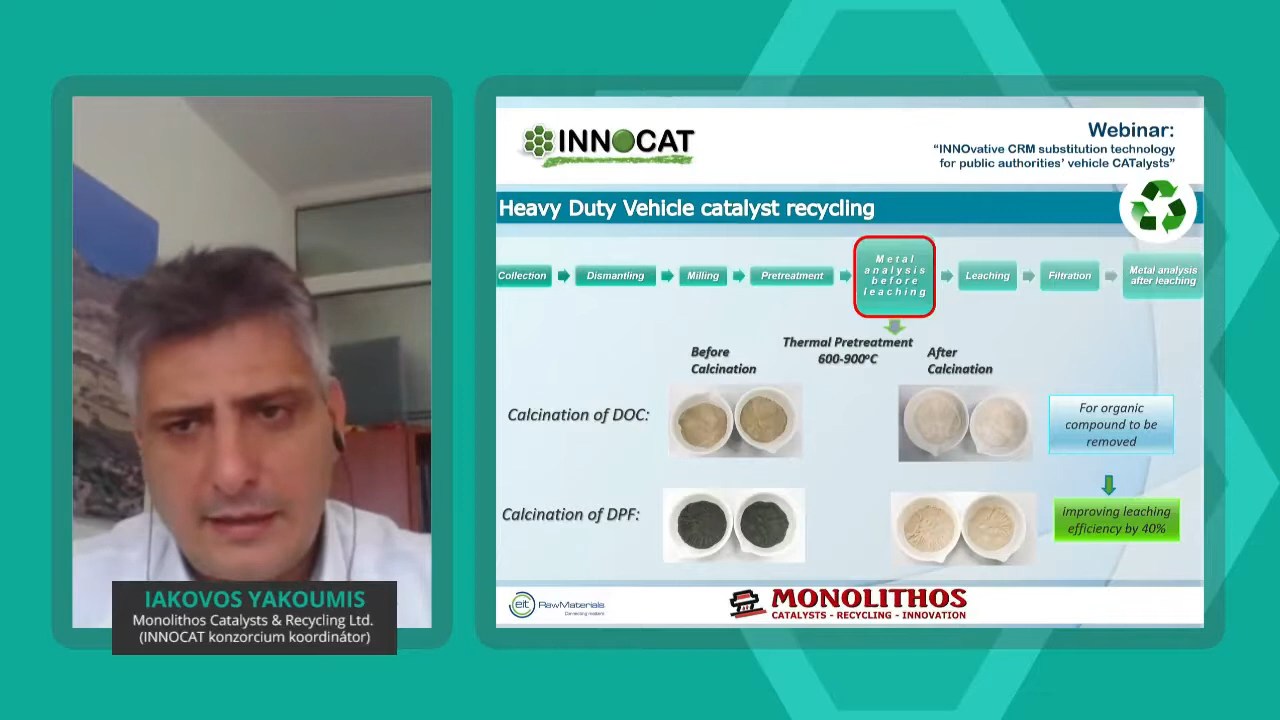 IAKOVOS YAKOUMIS
Monolithos Catalysts & Recycling Ltd.
(INNOCAT konzorcium koordinátor)
INNOCAT
Webinar:
“INNOvative CRM substitution technology
for public authorities’ vehicle CATalysts”
Heavy Duty Vehicle catalyst recycling
Collection
Dismantling
Milling
Pretreatment
Metal
analysis
before
leaching
Leaching
Filtration
Metal analysis
after leaching
Before
Calcination
Thermal Pretreatment
600-900ºC
After
Calcination
Calcination of DOC:
For organic
compound to be
removed
Calcination of DPF:
improving leaching
efficiency by 40%
eit RawMaterials
Connecting matters
MONOLITHOS
CATALYSTS - RECYCLING - INNOVATION